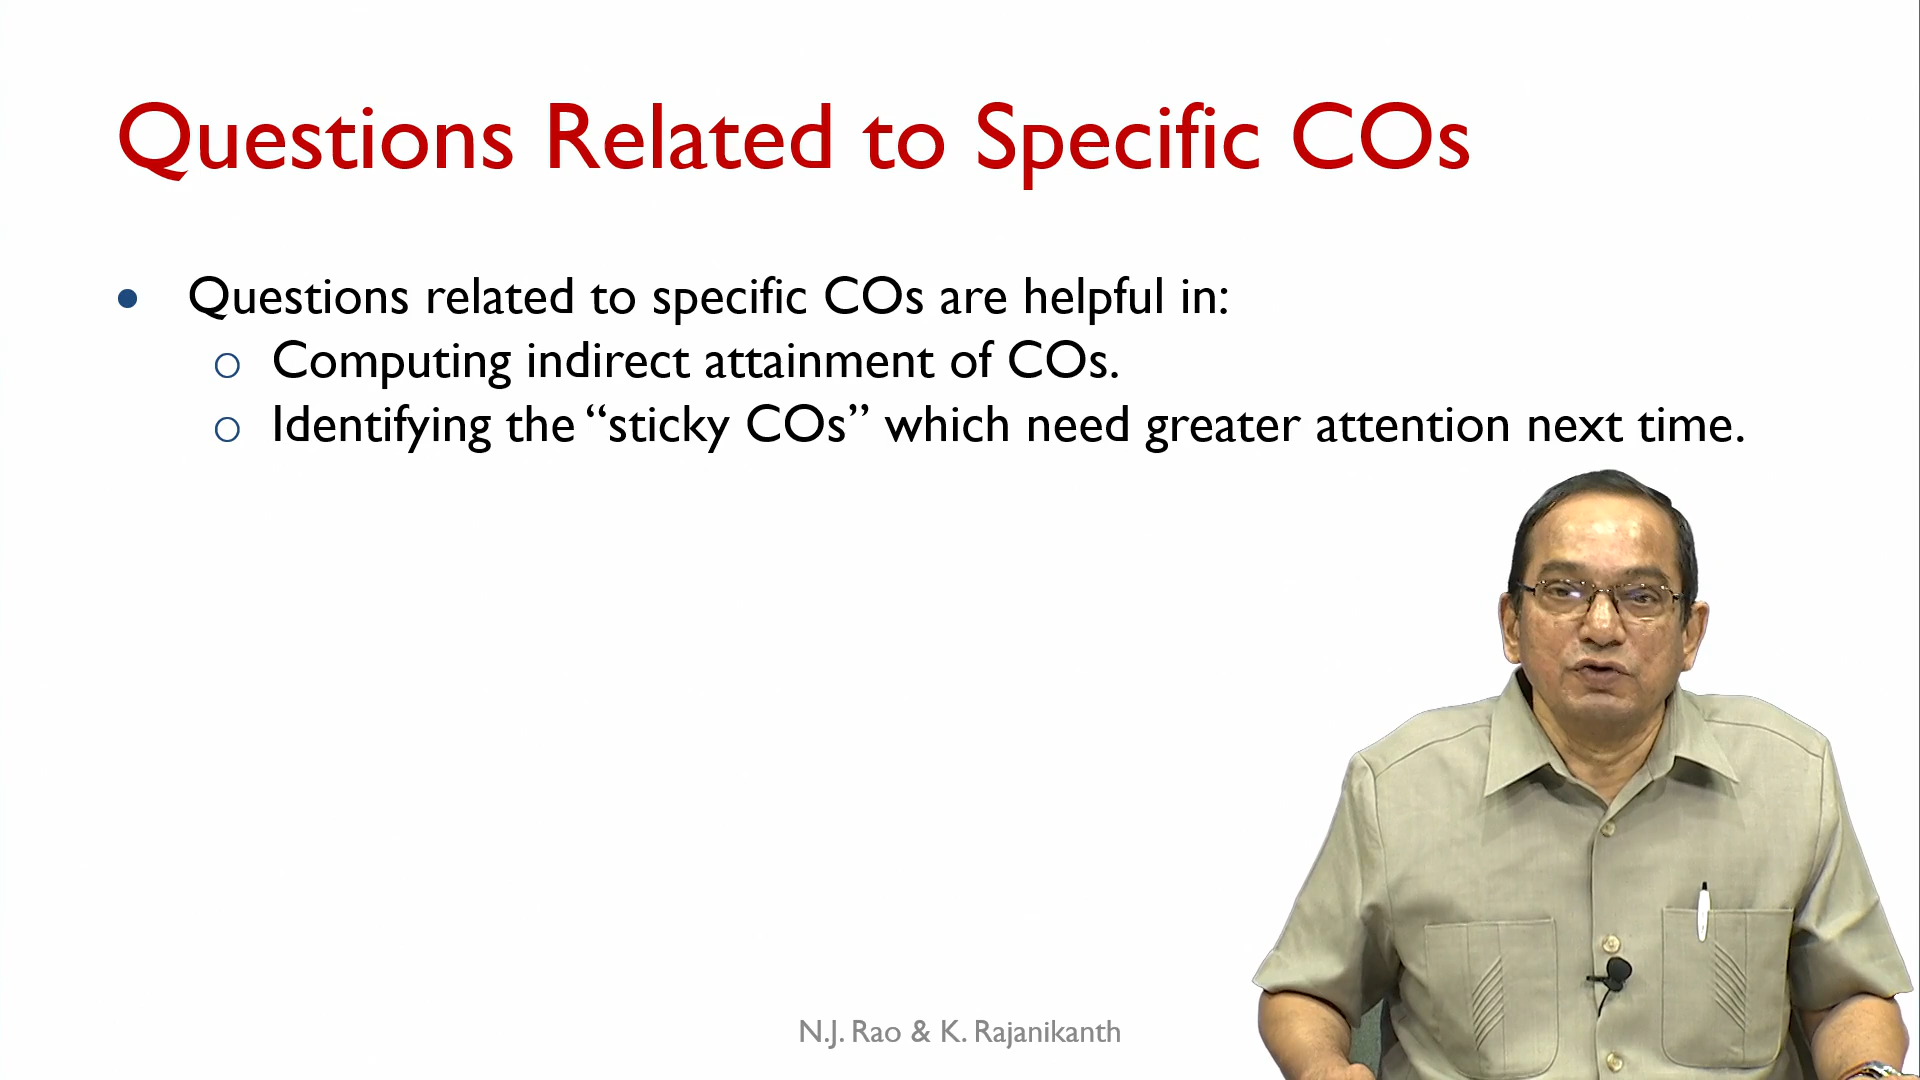 Questions Related to Specific COs
• Questions related to specific COs are helpful in:
○ Computing indirect attainment of COs.
○ Identifying the “sticky COs” which need greater attention next time.
N.J. Rao & K. Rajanikanth